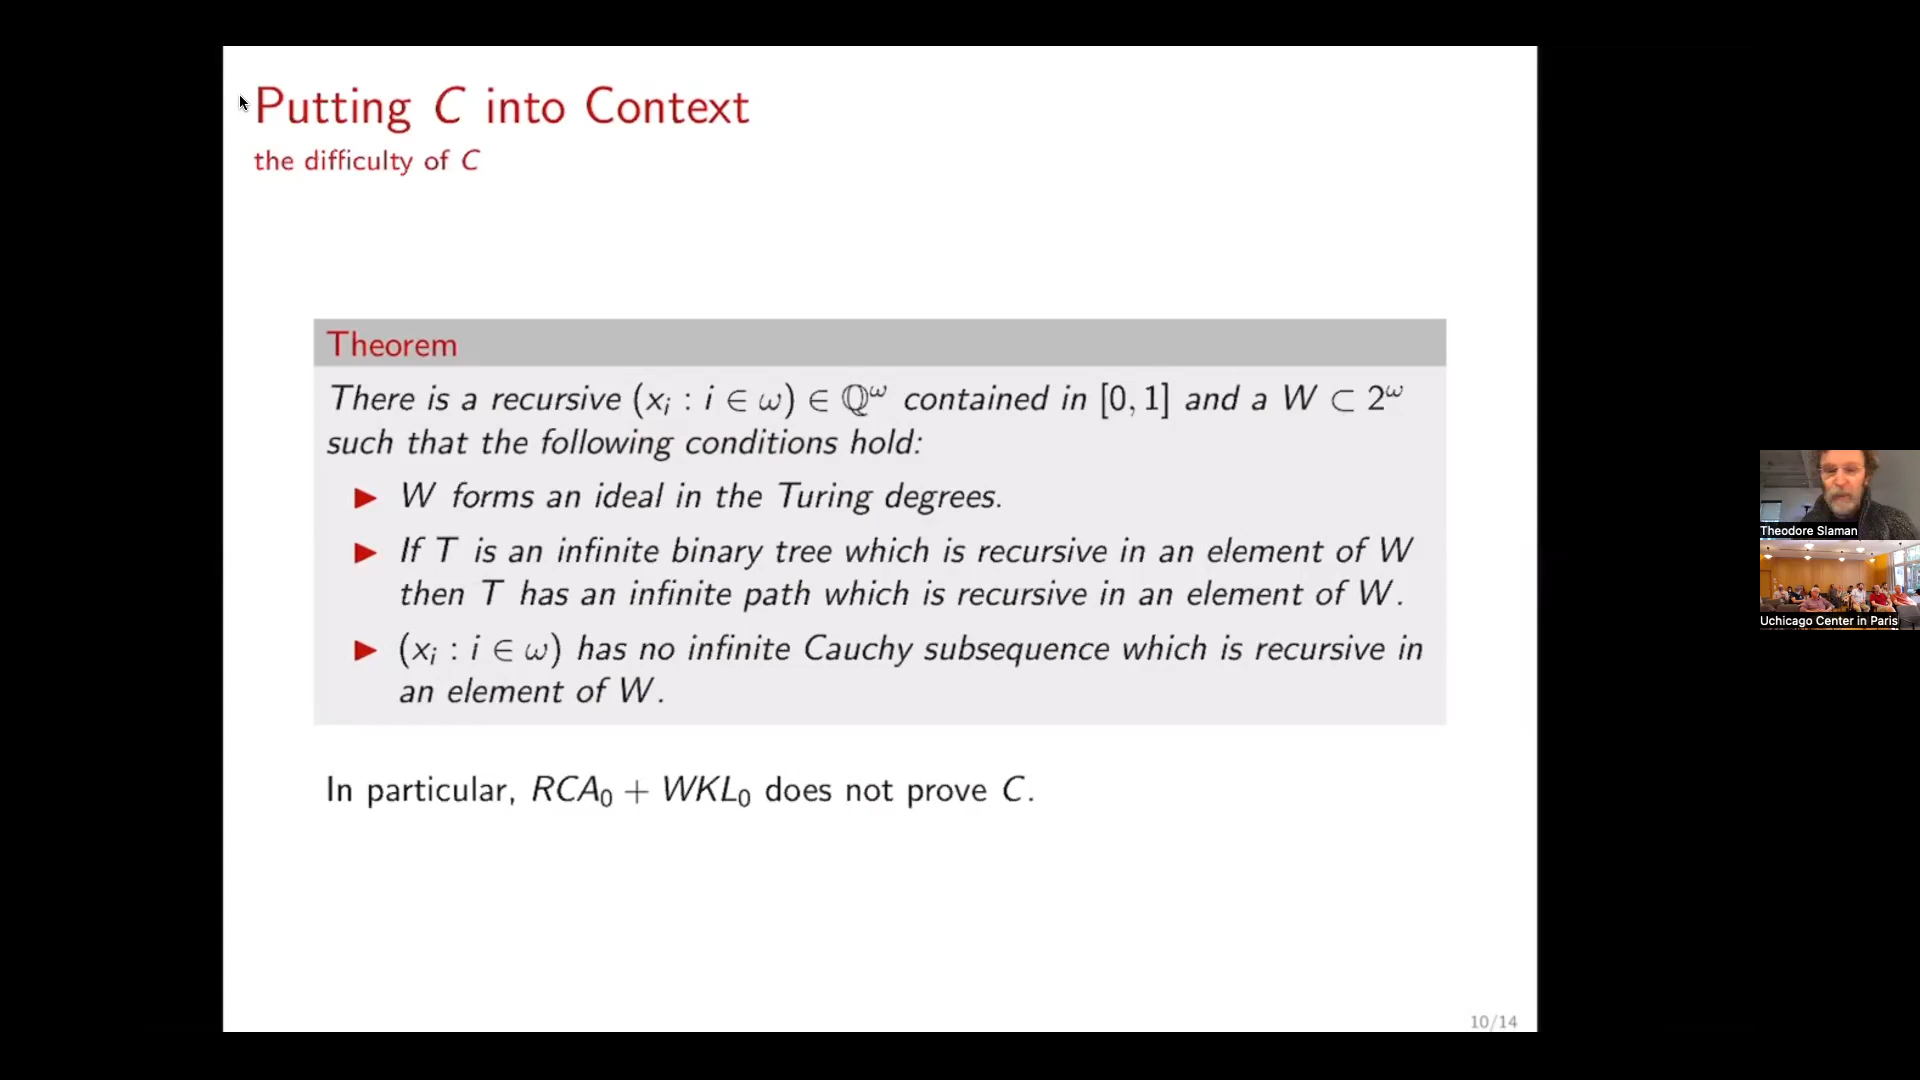 Putting C into Context
the difficulty of C
Theorem
There is a recursive (xᵢ : i ∈ ω) ∈ ℚ^ω contained in [0, 1] and a W ⊂ 2^ω
such that the following conditions hold:
▶ W forms an ideal in the Turing degrees.
▶ If T is an infinite binary tree which is recursive in an element of W
then T has an infinite path which is recursive in an element of W.
▶ (xᵢ : i ∈ ω) has no infinite Cauchy subsequence which is recursive in
an element of W.
In particular, RCA₀ + WKL₀ does not prove C.
10/14
Theodore Slaman
Uchicago Center in Paris